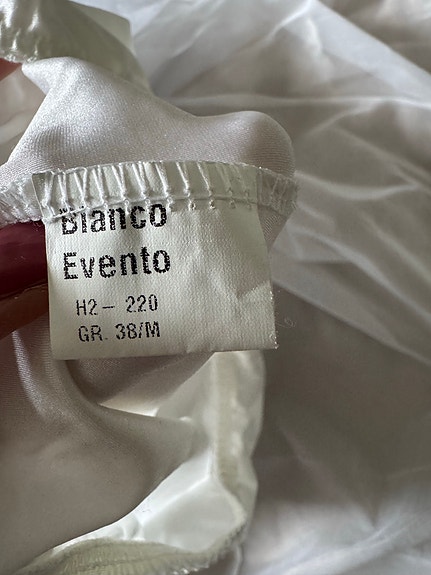 Bianco
Evento
H2- 220
GR. 38/M